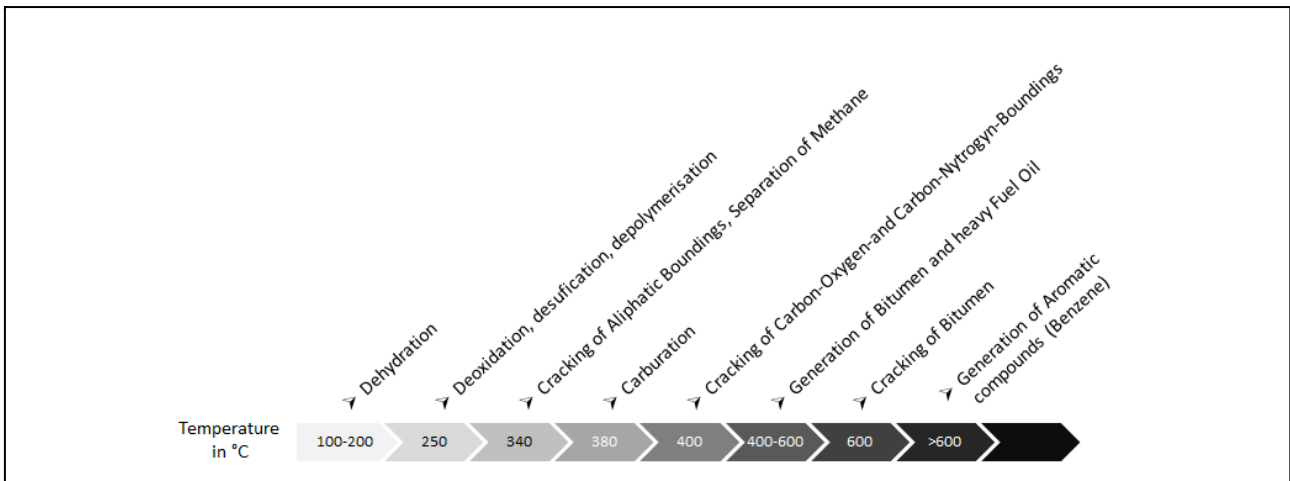 Dehydration
Deoxidation, desufication, depolymerisation
Cracking of Aliphatic Boundings, Separation of Methane
Carburation
Cracking of Carbon-Oxygen-and Carbon-Nytrogyn-Boundings
Generation of Bitumen and heavy Fuel Oil
Cracking of Bitumen
Generation of Aromatic
compounds (Benzene)
Temperature
in °C
100-200
250
340
380
400
400-600
600
>600